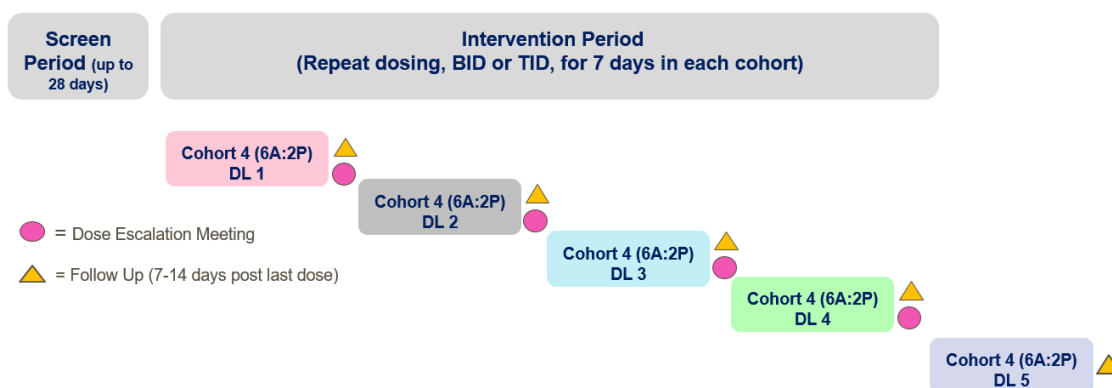 Screen
Period (up to
28 days)
Intervention Period
(Repeat dosing, BID or TID, for 7 days in each cohort)
Cohort 4 (6A:2P)
DL 1
Cohort 4 (6A:2P)
DL 2
Cohort 4 (6A:2P)
DL 3
Cohort 4 (6A:2P)
DL 4
Cohort 4 (6A:2P)
DL 5
= Dose Escalation Meeting
= Follow Up (7-14 days post last dose)